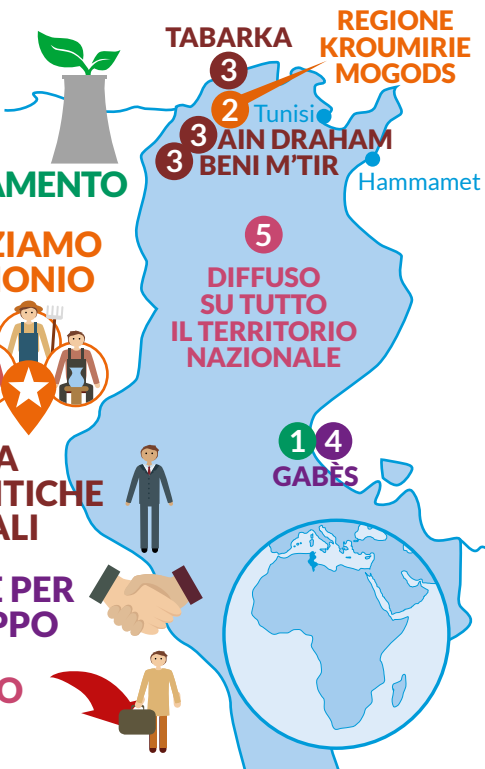 TABARKA
3
REGIONE
KROUMIRIE
MOGODS
2
Tunisi
3 AIN DRAHAM
3 BENI M'TIR
Hammamet
AMENTO
ZIAMO
ONIO
5
DIFFUSO
SU TUTTO
IL TERRITORIO
NAZIONALE
1 4
GABÈS
A
ITICHE
ALI
E PER
PPO
O